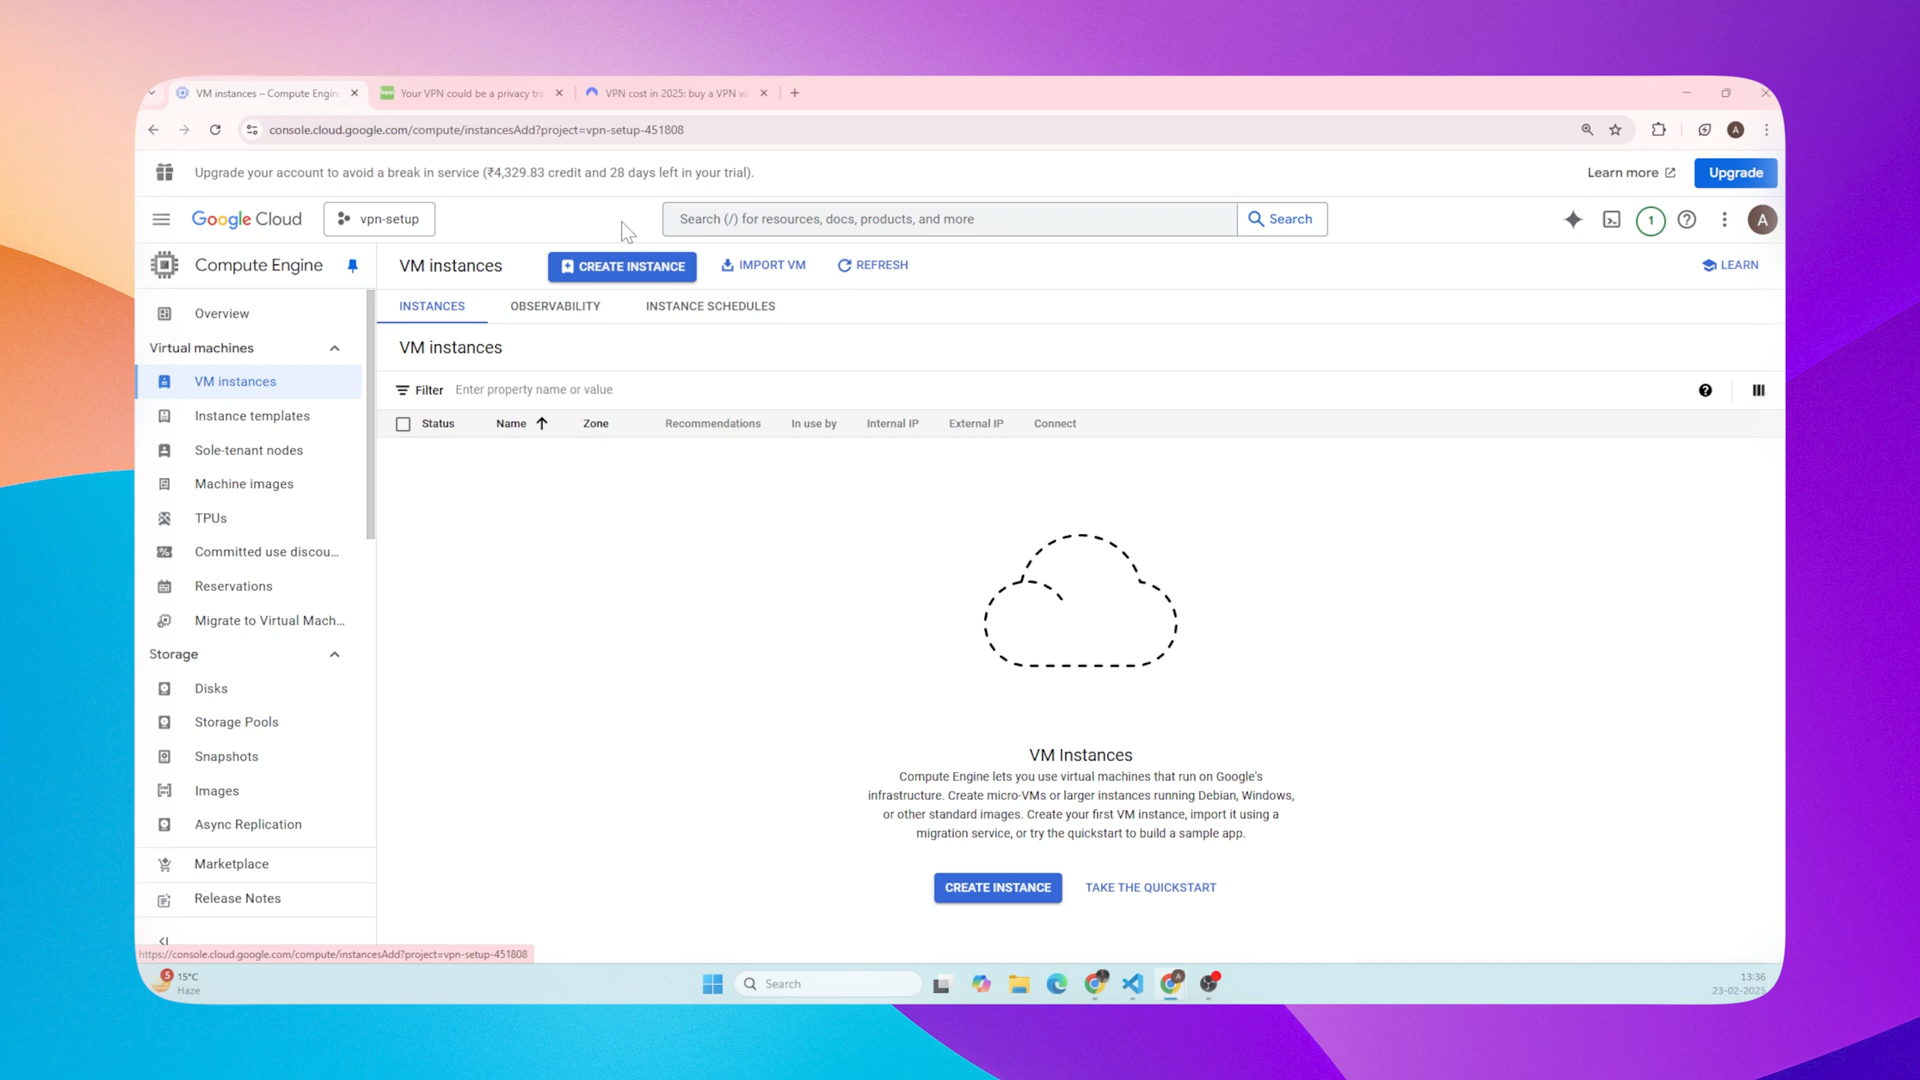 VM instances – Compute Engin
Your VPN could be a privacy tra
VPN cost in 2025: buy a VPN w
console.cloud.google.com/compute/instancesAdd?project=vpn-setup-451808
A
Upgrade your account to avoid a break in service (₹4,329.83 credit and 28 days left in your trial).
Learn more
Upgrade
Google Cloud
vpn-setup
Search (/) for resources, docs, products, and more
Search
1
A
Compute Engine
VM instances
CREATE INSTANCE
IMPORT VM
REFRESH
LEARN
INSTANCES
OBSERVABILITY
INSTANCE SCHEDULES
Overview
Virtual machines
VM instances
Instance templates
Sole-tenant nodes
Machine images
TPUs
Committed use discou...
Reservations
Migrate to Virtual Mach...
Storage
Disks
Storage Pools
Snapshots
Images
Async Replication
Marketplace
Release Notes
VM instances
Filter Enter property name or value
Status Name Zone Recommendations In use by Internal IP External IP Connect
VM Instances
Compute Engine lets you use virtual machines that run on Google's
infrastructure. Create micro-VMs or larger instances running Debian, Windows,
or other standard images. Create your first VM instance, import it using a
migration service, or try the quickstart to build a sample app.
CREATE INSTANCE
TAKE THE QUICKSTART
https://console.cloud.google.com/compute/instancesAdd?project=vpn-setup-451808
5
15°C
Haze
Search
A
13:36
23-02-2025